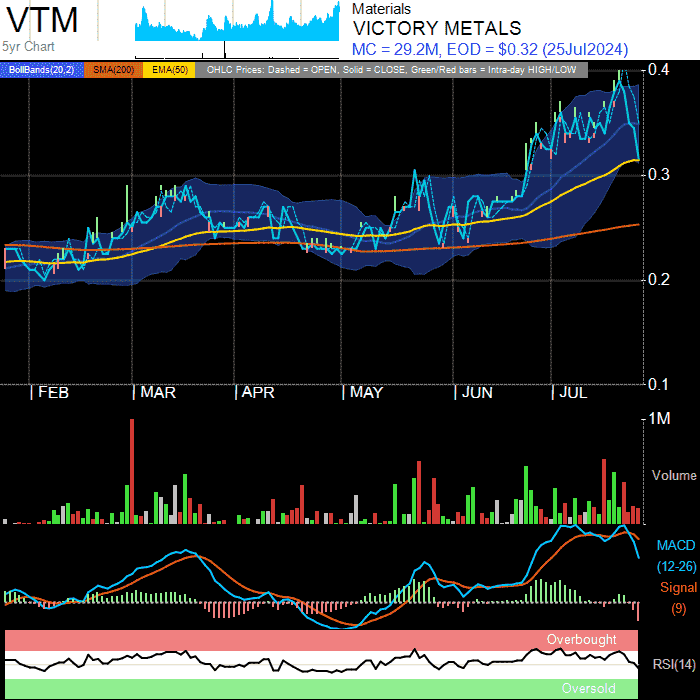 VTM
5yr Chart
Materials
VICTORY METALS
MC = 29.2M, EOD = $0.32 (25Jul2024)
BollBands(20,2) SMA(200) EMA(50) OHLC Prices: Dashed = OPEN, Solid = CLOSE, Green/Red bars = Intra-day HIGH/LOW
0.4
0.3
0.2
0.1
FEB MAR APR MAY JUN JUL
1M
Volume
MACD
(12-26)
Signal
(9)
Overbought
RSI(14)
Oversold